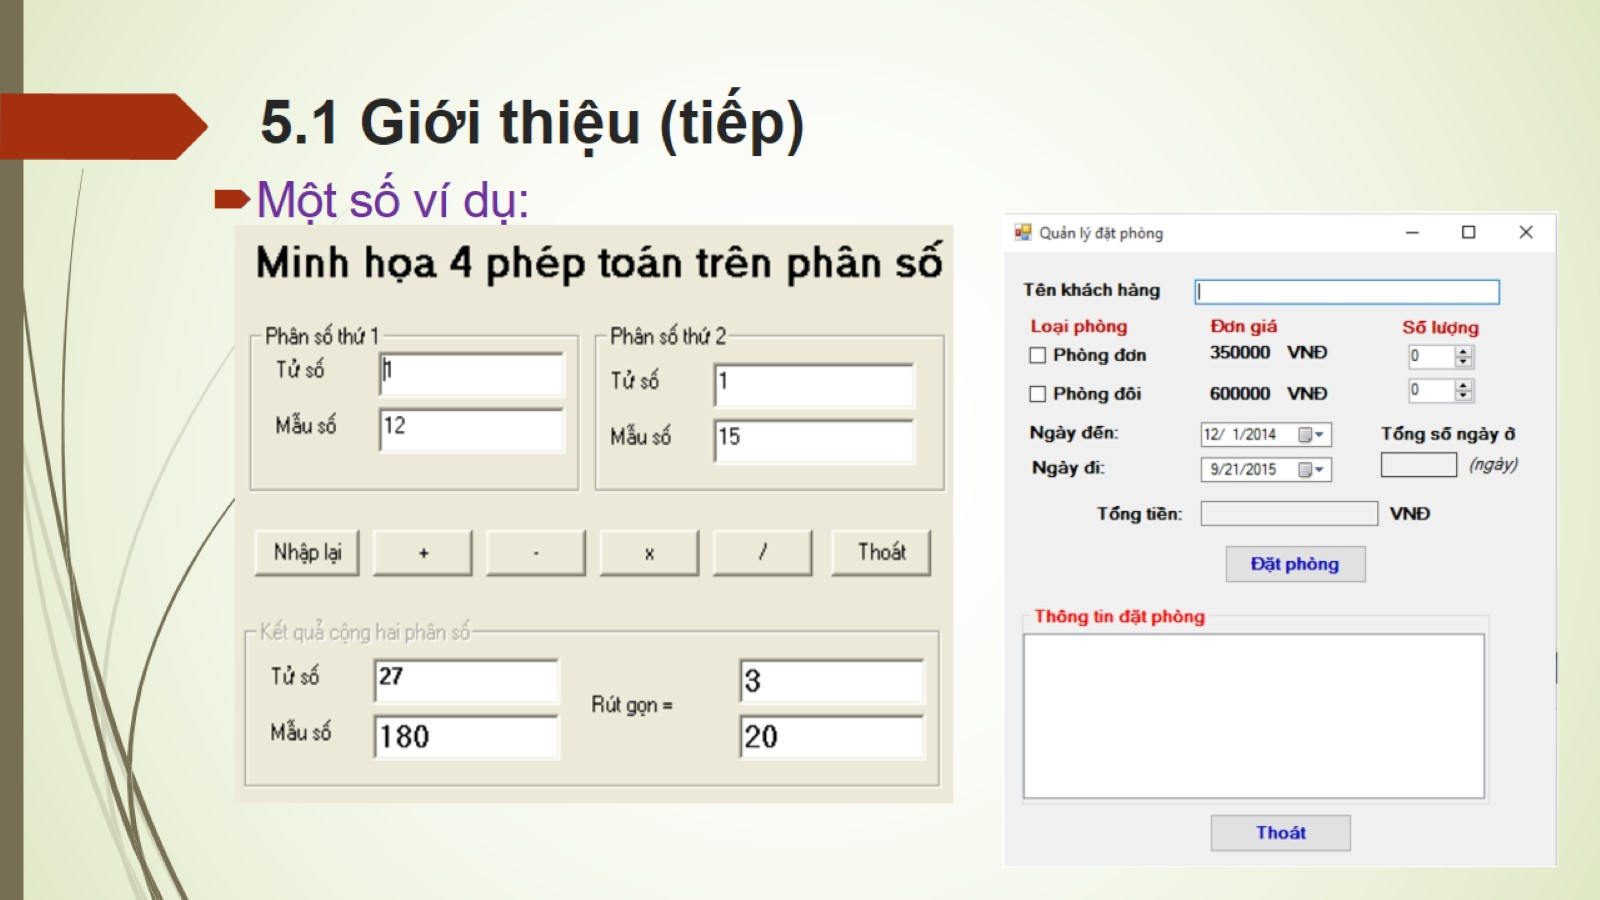 5.1 Giới thiệu (tiếp)
Một số ví dụ:
Minh họa 4 phép toán trên phân số
Phân số thứ 1
Tử số 1
Mẫu số 12
Phân số thứ 2
Tử số 1
Mẫu số 15
Nhập lại + - x / Thoát
Kết quả cộng hai phân số
Tử số 27
Mẫu số 180
Rút gọn =
3
20
Quản lý đặt phòng
Tên khách hàng
Loại phòng Đơn giá Số lượng
Phòng đơn 350000 VNĐ 0
Phòng đôi 600000 VNĐ 0
Ngày đến: 12/ 1/2014 Tổng số ngày ở
Ngày đi: 9/21/2015 (ngày)
Tổng tiền: VNĐ
Đặt phòng
Thông tin đặt phòng
Thoát